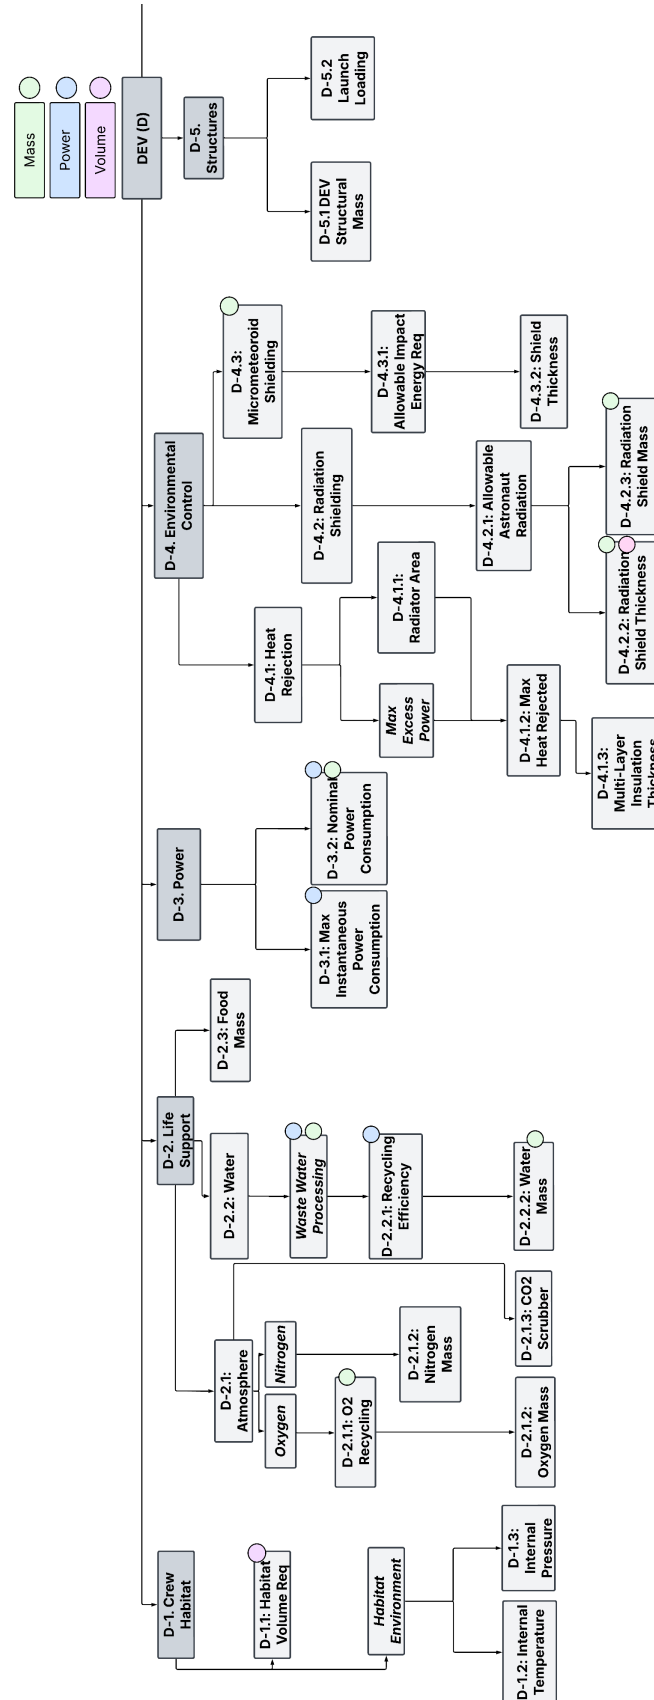 Mass
Power
Volume
DEV (D)
D-5.
Structures
D-5.2
Launch
Loading
D-5.1 DEV
Structural
Mass
D-4. Environmental
Control
D-4.3:
Micrometeoroid
Shielding
D-4.3.1:
Allowable Impact
Energy Req
D-4.3.2: Shield
Thickness
D-4.2: Radiation
Shielding
D-4.2.1: Allowable
Astronaut
Radiation
D-4.2.3: Radiation
Shield Mass
D-4.2.2: Radiation
Shield Thickness
D-4.1: Heat
Rejection
D-4.1.1:
Radiator Area
Max
Excess
Power
D-4.1.2: Max
Heat Rejected
D-4.1.3:
Multi-Layer
Insulation
Thickness
D-3. Power
D-3.2: Nominal
Power
Consumption
D-3.1: Max
Instantaneous
Power
Consumption
D-2. Life
Support
D-2.3: Food
Mass
D-2.2: Water
Waste Water
Processing
D-2.2.1: Recycling
Efficiency
D-2.2.2: Water
Mass
D-2.1:
Atmosphere
Nitrogen
Oxygen
D-2.1.2:
Nitrogen
Mass
D-2.1.3: CO2
Scrubber
D-2.1.1: O2
Recycling
D-2.1.2:
Oxygen Mass
D-1. Crew
Habitat
D-1.1: Habitat
Volume Req
Habitat
Environment
D-1.3:
Internal
Pressure
D-1.2: Internal
Temperature